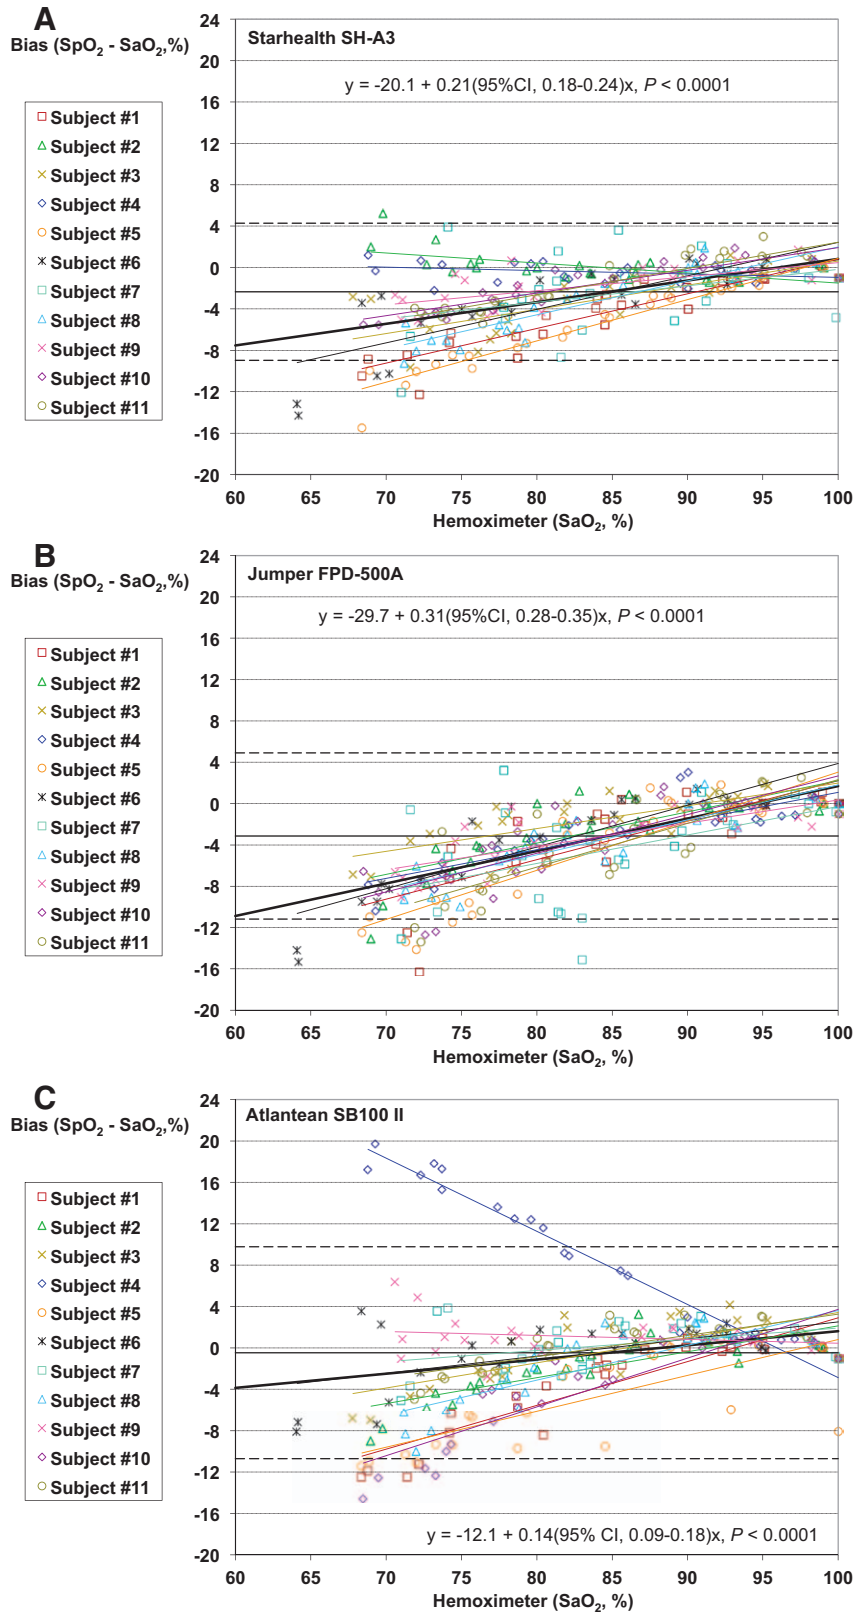 A
Bias (SpO2 - SaO2,%)
Starhealth SH-A3
y = -20.1 + 0.21(95%CI, 0.18-0.24)x, P < 0.0001
24
20
16
12
8
4
0
-4
-8
-12
-16
-20
Subject #1
Subject #2
Subject #3
Subject #4
Subject #5
Subject #6
Subject #7
Subject #8
Subject #9
Subject #10
Subject #11
60 65 70 75 80 85 90 95 100
Hemoximeter (SaO2, %)
B
Bias (SpO2 - SaO2,%)
Jumper FPD-500A
y = -29.7 + 0.31(95%CI, 0.28-0.35)x, P < 0.0001
24
20
16
12
8
4
0
-4
-8
-12
-16
-20
Subject #1
Subject #2
Subject #3
Subject #4
Subject #5
Subject #6
Subject #7
Subject #8
Subject #9
Subject #10
Subject #11
60 65 70 75 80 85 90 95 100
Hemoximeter (SaO2, %)
C
Bias (SpO2 - SaO2,%)
Atlantean SB100 II
24
20
16
12
8
4
0
-4
-8
-12
-16
-20
Subject #1
Subject #2
Subject #3
Subject #4
Subject #5
Subject #6
Subject #7
Subject #8
Subject #9
Subject #10
Subject #11
y = -12.1 + 0.14(95% CI, 0.09-0.18)x, P < 0.0001
60 65 70 75 80 85 90 95 100
Hemoximeter (SaO2, %)